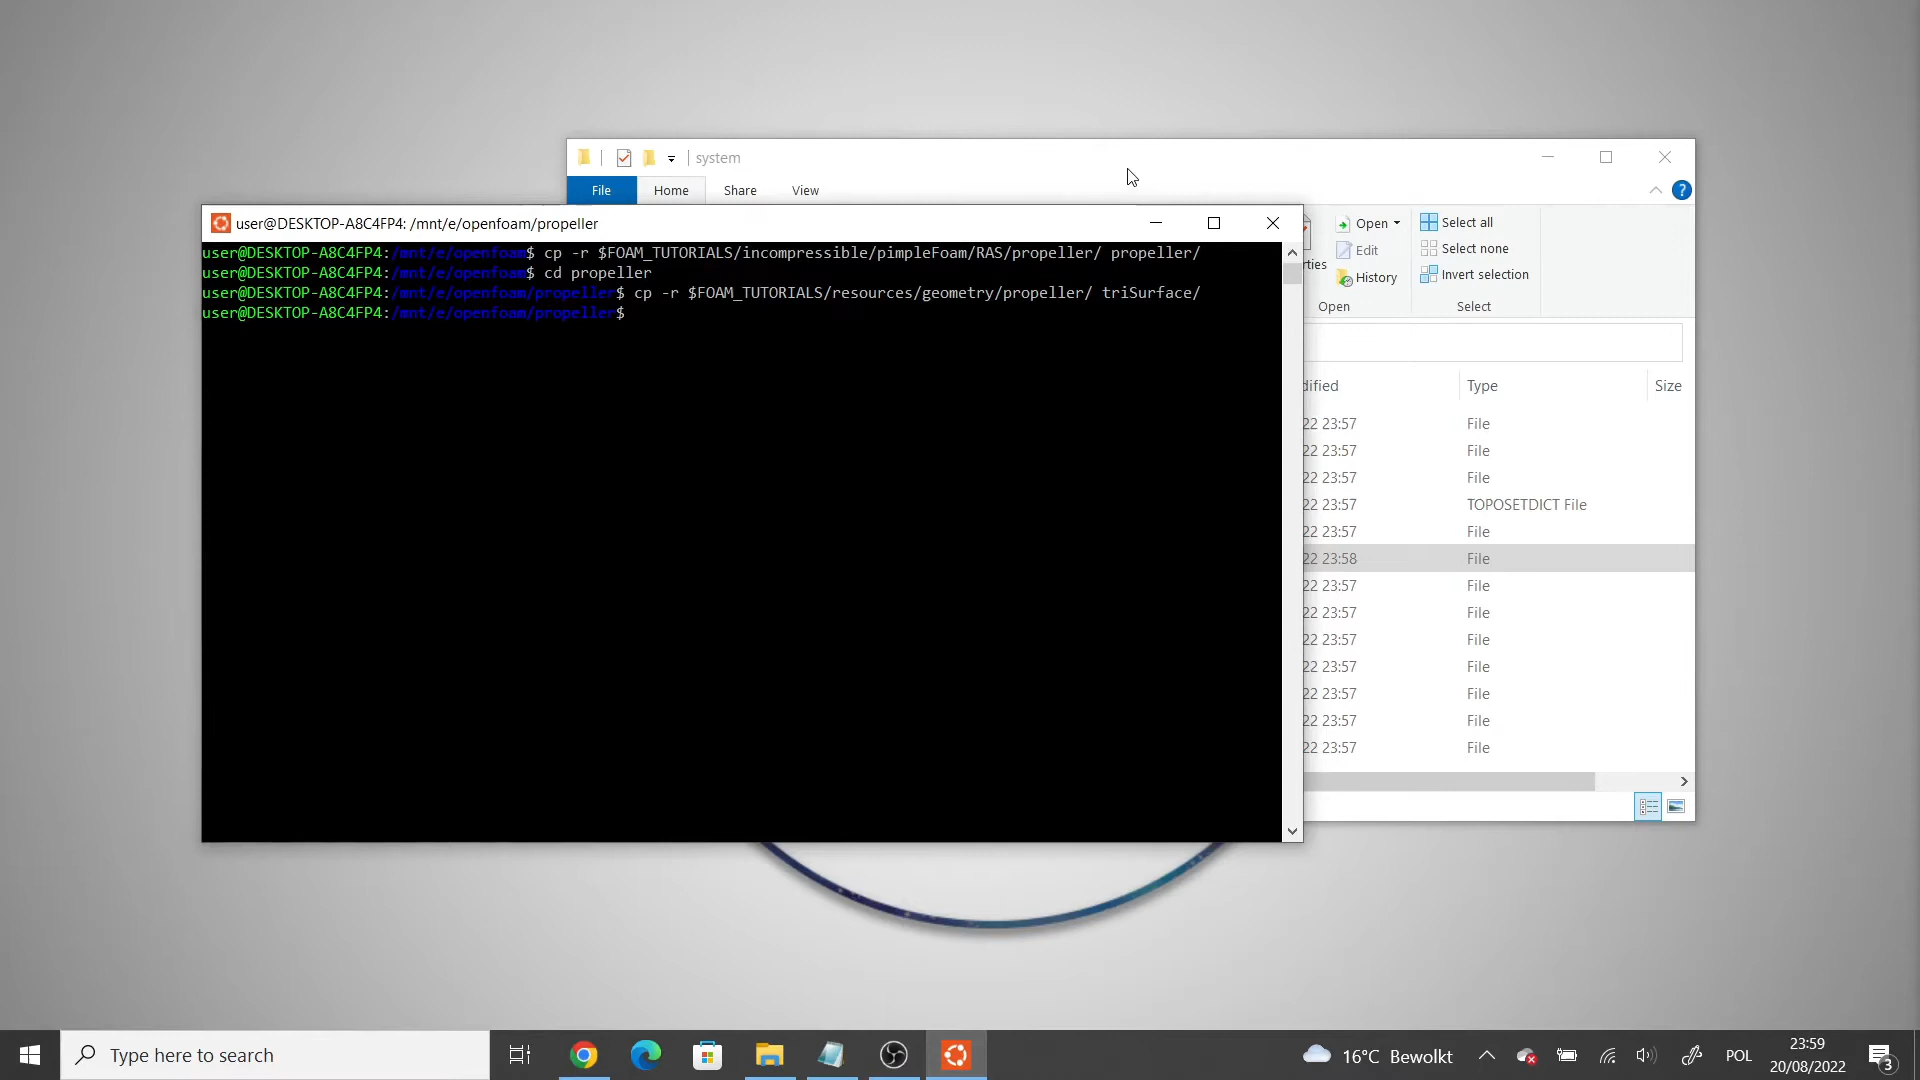 system
File Home Share View
user@DESKTOP-A8C4FP4: /mnt/e/openfoam/propeller
user@DESKTOP-A8C4FP4:/mnt/e/openfoam$ cp -r $FOAM_TUTORIALS/incompressible/pimpleFoam/RAS/propeller/ propeller/
user@DESKTOP-A8C4FP4:/mnt/e/openfoam$ cd propeller
user@DESKTOP-A8C4FP4:/mnt/e/openfoam/propeller$ cp -r $FOAM_TUTORIALS/resources/geometry/propeller/ triSurface/
user@DESKTOP-A8C4FP4:/mnt/e/openfoam/propeller$
Open Select all
rties Edit Select none
History Invert selection
Open Select
dified Type Size
22 23:57 File
22 23:57 File
22 23:57 File
22 23:57 TOPOSETDICT File
22 23:57 File
22 23:58 File
22 23:57 File
22 23:57 File
22 23:57 File
22 23:57 File
22 23:57 File
22 23:57 File
22 23:57 File
Type here to search
16°C Bewolkt
POL
23:59
20/08/2022
3